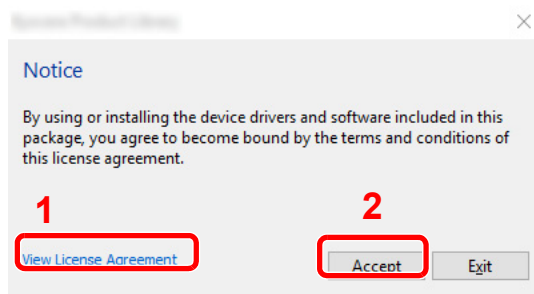 Notice
By using or installing the device drivers and software included in this
package, you agree to become bound by the terms and conditions of
this license agreement.
1
2
View License Agreement
Accept
Exit